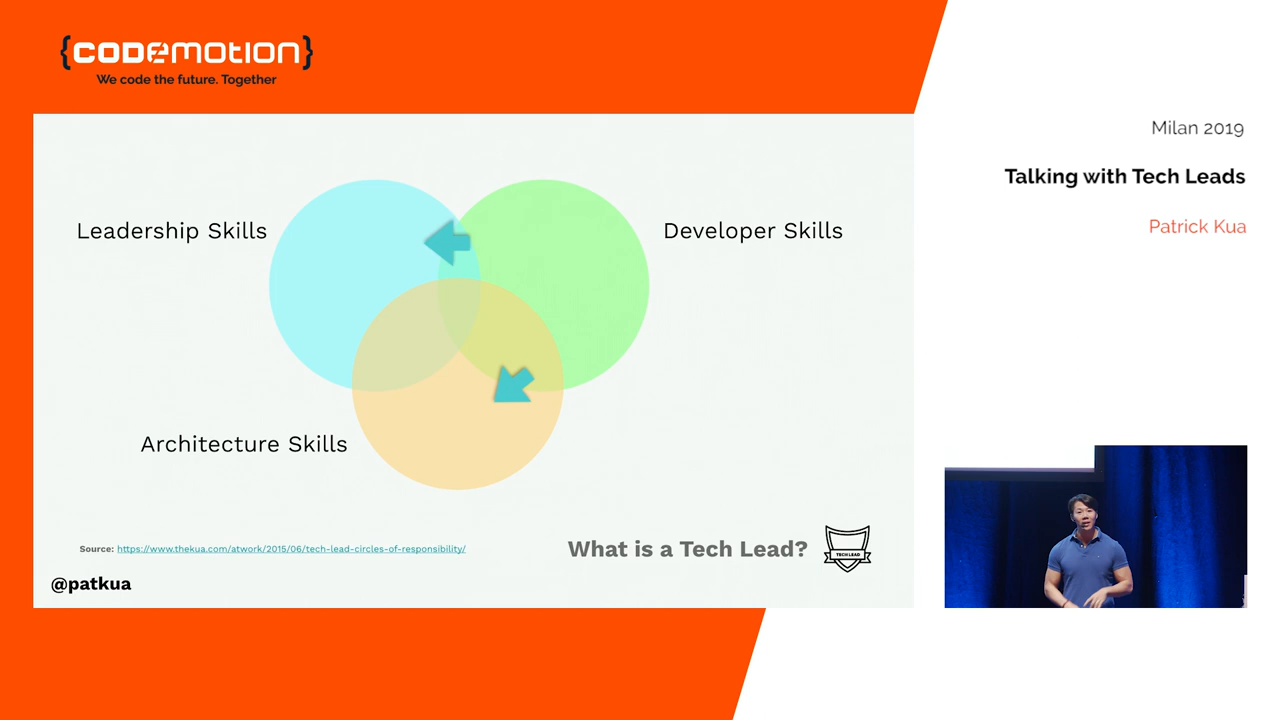 {CODEMOTION}
We code the future. Together
Milan 2019
Talking with Tech Leads
Patrick Kua
Leadership Skills
Developer Skills
Architecture Skills
Source: https://www.thekua.com/atwork/2015/06/tech-lead-circles-of-responsibility/
What is a Tech Lead?
TECH LEAD
@patkua